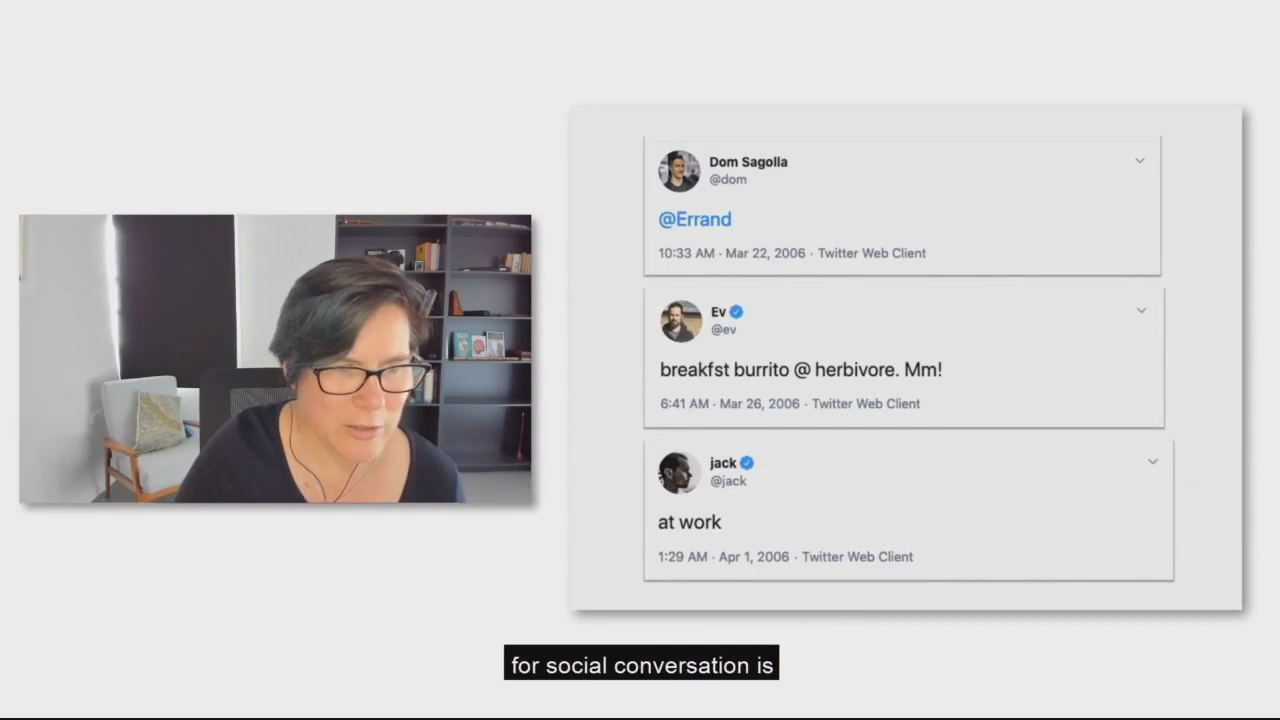 Dom Sagolla
@dom
@Errand
10:33 AM · Mar 22, 2006 · Twitter Web Client
Ev
@ev
breakfst burrito @ herbivore. Mm!
6:41 AM · Mar 26, 2006 · Twitter Web Client
jack
@jack
at work
1:29 AM · Apr 1, 2006 · Twitter Web Client
for social conversation is